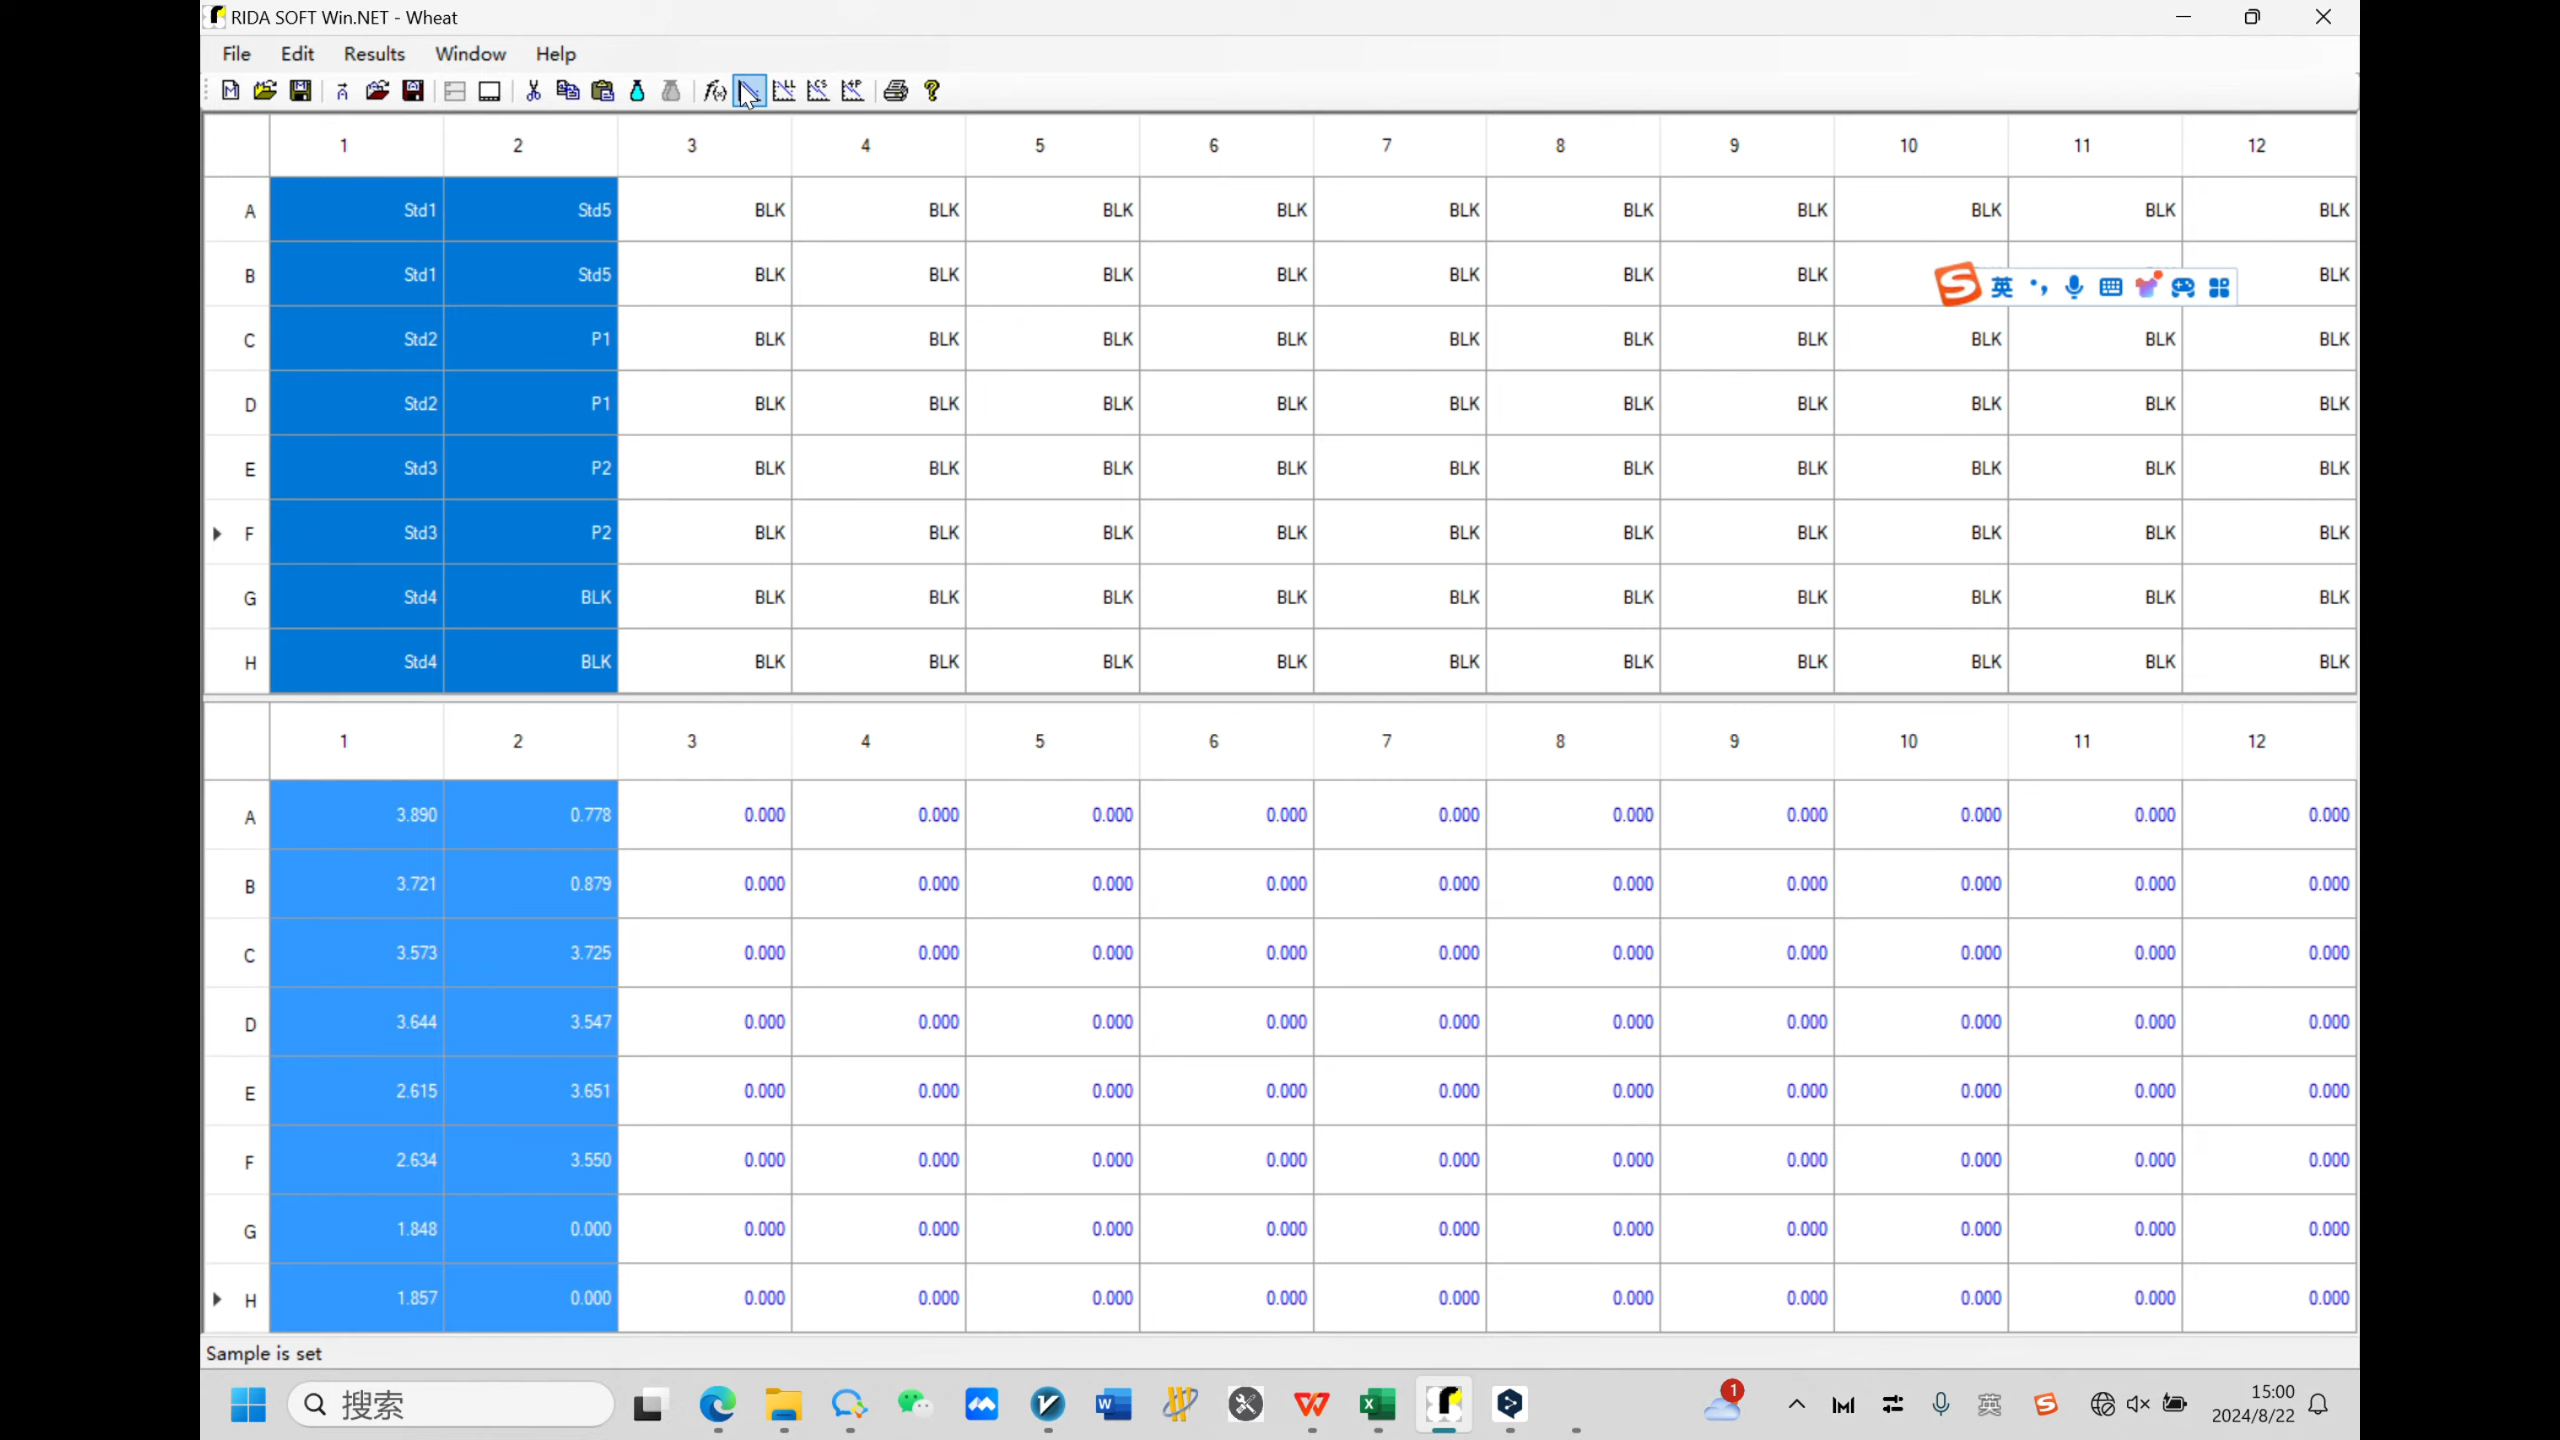 RIDA SOFT Win.NET - Wheat
File Edit Results Window Help
1 2 3 4 5 6 7 8 9 10 11 12
A Std1 Std5 BLK BLK BLK BLK BLK BLK BLK BLK BLK BLK
B Std1 Std5 BLK BLK BLK BLK BLK BLK BLK BLK
英
C Std2 P1 BLK BLK BLK BLK BLK BLK BLK BLK BLK BLK
D Std2 P1 BLK BLK BLK BLK BLK BLK BLK BLK BLK BLK
E Std3 P2 BLK BLK BLK BLK BLK BLK BLK BLK BLK BLK
F Std3 P2 BLK BLK BLK BLK BLK BLK BLK BLK BLK BLK
G Std4 BLK BLK BLK BLK BLK BLK BLK BLK BLK BLK BLK
H Std4 BLK BLK BLK BLK BLK BLK BLK BLK BLK BLK BLK
1 2 3 4 5 6 7 8 9 10 11 12
A 3.890 0.778 0.000 0.000 0.000 0.000 0.000 0.000 0.000 0.000 0.000 0.000
B 3.721 0.879 0.000 0.000 0.000 0.000 0.000 0.000 0.000 0.000 0.000 0.000
C 3.573 3.725 0.000 0.000 0.000 0.000 0.000 0.000 0.000 0.000 0.000 0.000
D 3.644 3.547 0.000 0.000 0.000 0.000 0.000 0.000 0.000 0.000 0.000 0.000
E 2.615 3.651 0.000 0.000 0.000 0.000 0.000 0.000 0.000 0.000 0.000 0.000
F 2.634 3.550 0.000 0.000 0.000 0.000 0.000 0.000 0.000 0.000 0.000 0.000
G 1.848 0.000 0.000 0.000 0.000 0.000 0.000 0.000 0.000 0.000 0.000 0.000
H 1.857 0.000 0.000 0.000 0.000 0.000 0.000 0.000 0.000 0.000 0.000 0.000
Sample is set
搜索
1
英
15:00
2024/8/22